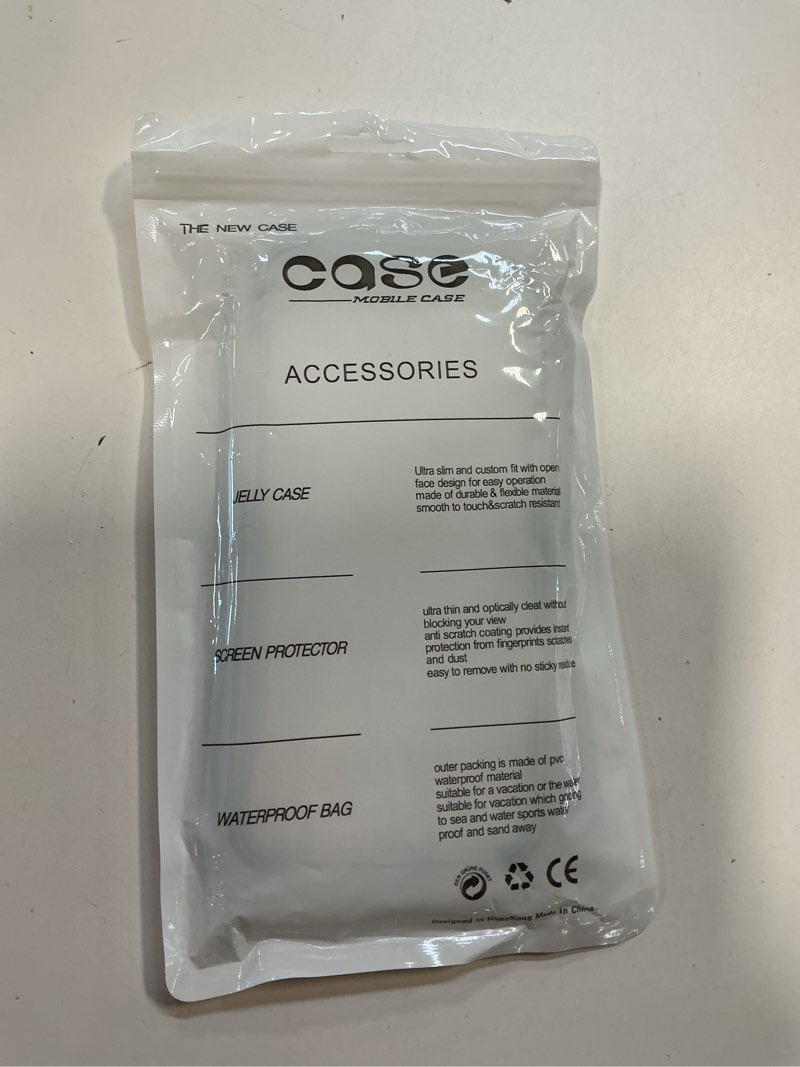 THE NEW CASE
case
MOBILE CASE
ACCESSORIES
JELLY CASE
Ultra slim and custom fit with open
face design for easy operation
made of durable & flexible material
smooth to touch&scratch resistant
SCREEN PROTECTOR
ultra thin and optically cleat without
blocking your view
anti scratch coating provides instant
protection from fingerprints sctatches
and dust
easy to remove with no sticky residue
WATERPROOF BAG
outer packing is made of pvc
waterproof material
suitable for a vacation or the water
suitable for vacation which gnoing
to sea and water sports water
proof and sand away
DER GRÜNE PUNKT
CE
Designed in HongKong Made in China